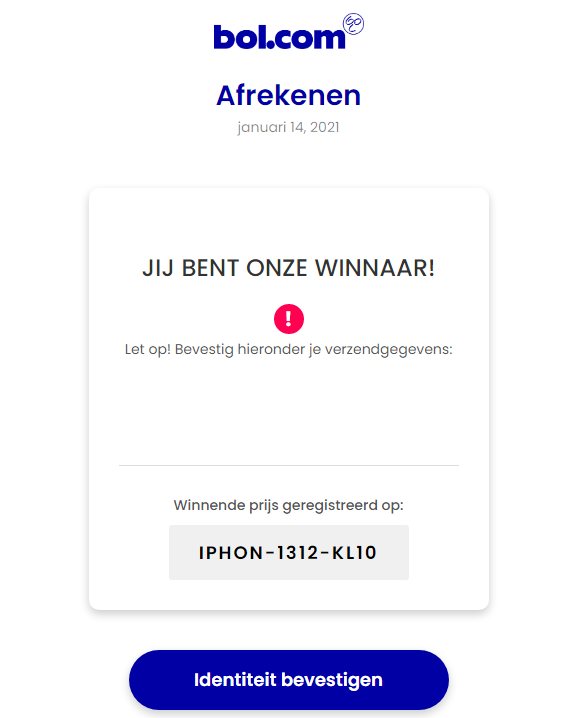 bol.com
Afrekenen
januari 14, 2021
JIJ BENT ONZE WINNAAR!
Let op! Bevestig hieronder je verzendgegevens:
Winnende prijs geregistreerd op:
IPHON-1312-KL10
Identiteit bevestigen